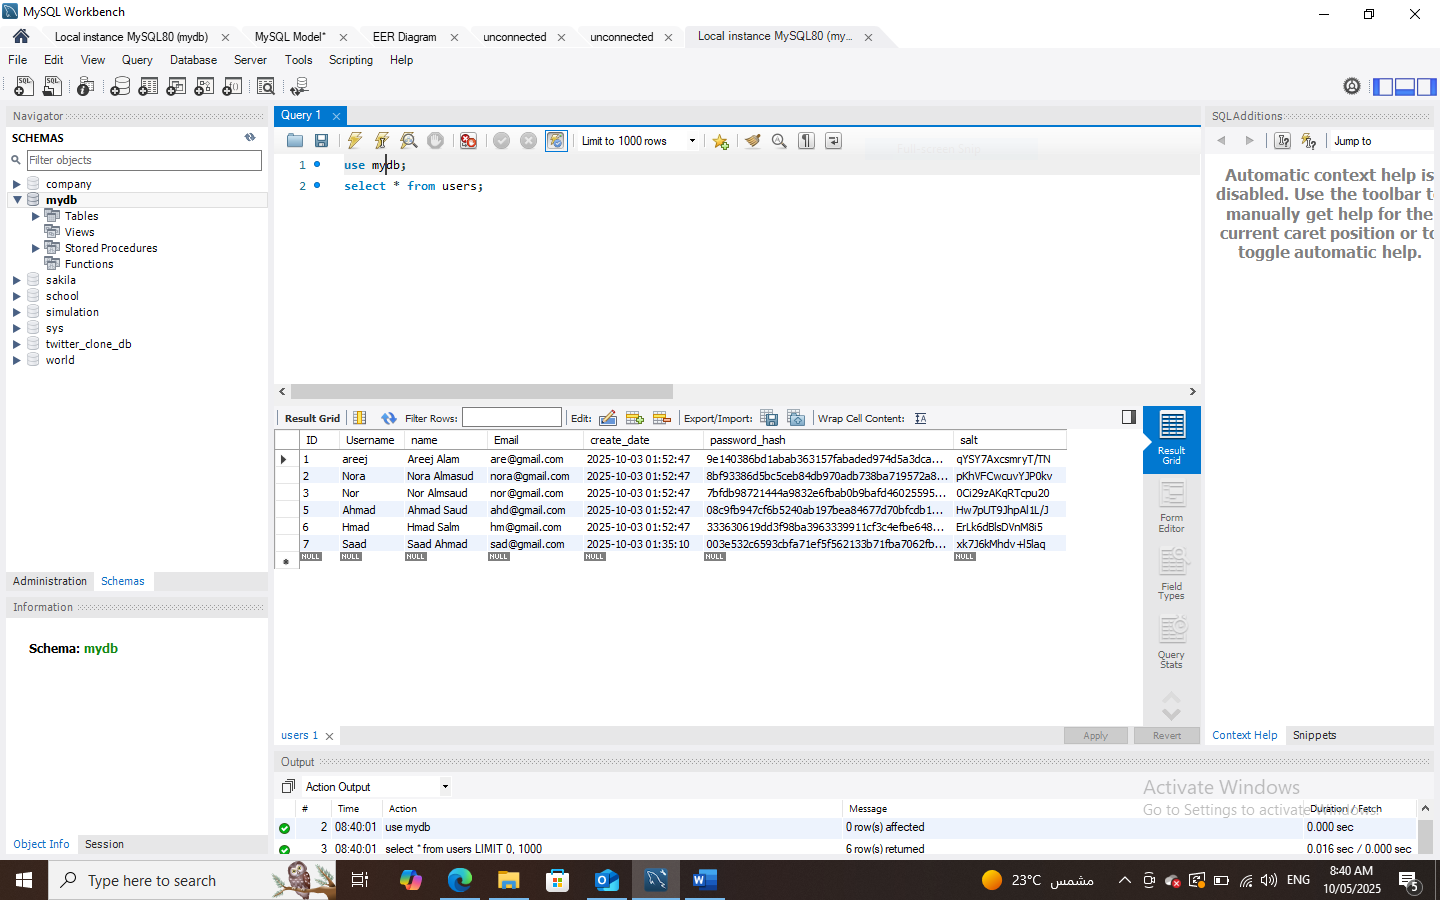 MySQL Workbench
Local instance MySQL80 (mydb)
MySQL Model*
EER Diagram
unconnected
unconnected
Local instance MySQL80 (my...
File Edit View Query Database Server Tools Scripting Help
Navigator
SCHEMAS
Filter objects
company
mydb
Tables
Views
Stored Procedures
Functions
sakila
school
simulation
sys
twitter_clone_db
world
Administration Schemas
Information
Schema: mydb
Object Info Session
Query 1
Limit to 1000 rows
1 use mydb;
2 select * from users;
Result Grid Filter Rows: Edit: Export/Import: Wrap Cell Content:
ID Username name Email create_date password_hash salt
1 areej Areej Alam are@gmail.com 2025-10-03 01:52:47 9e140386bd1abab363157fabaded974d5a3dca... qYSY7AxcsmryT/TN
2 Nora Nora Almasud nora@gmail.com 2025-10-03 01:52:47 8bf93386d5bc5ceb84db970adb738ba719572a8... pKhVFCwcuvYJP0kv
3 Nor Nor Almsaud nor@gmail.com 2025-10-03 01:52:47 7bfdb98721444a9832e6fbab0b9bafd46025595... 0Ci29zAKqRTcpu20
5 Ahmad Ahmad Saud ahd@gmail.com 2025-10-03 01:52:47 08c9fb947cf6b5240ab197bea84677d70bfcdb1... Hw7pUT9JhpAl1L/J
6 Hmad Hmad Salm hm@gmail.com 2025-10-03 01:52:47 333630619dd3f98ba3963339911cf3c4efbe648... ErLk6dBlsDVnM8i5
7 Saad Saad Ahmad sad@gmail.com 2025-10-03 01:35:10 003e532c6593cbfa71ef5f562133b71fba7062fb... xk7J6kMhdv+l5laq
NULL NULL NULL NULL NULL NULL NULL
Result Grid
Form Editor
Field Types
Query Stats
users 1
Apply Revert
SQLAdditions
Jump to
Automatic context help is
disabled. Use the toolbar t
manually get help for the
current caret position or to
toggle automatic help.
Context Help Snippets
Output
Action Output
# Time Action Message Duration / Fetch
2 08:40:01 use mydb 0 row(s) affected 0.000 sec
3 08:40:01 select * from users LIMIT 0, 1000 6 row(s) returned 0.016 sec / 0.000 sec
Activate Windows
Go to Settings to activate Windows.
Type here to search
23°C مشمس
ENG
8:40 AM
10/05/2025
5